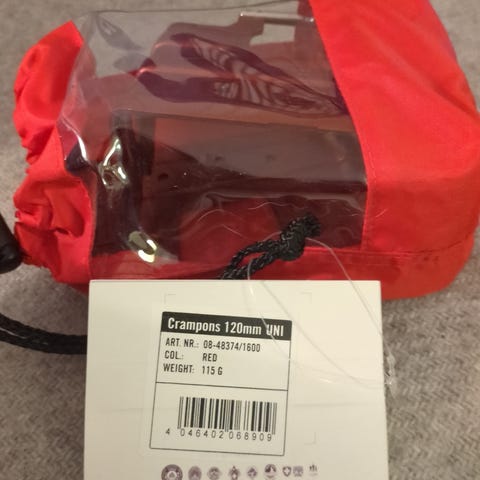 Crampons 120mm UNI
ART. NR.: 08-48374/1600
COL.: RED
WEIGHT: 115 G
4 046402 068909